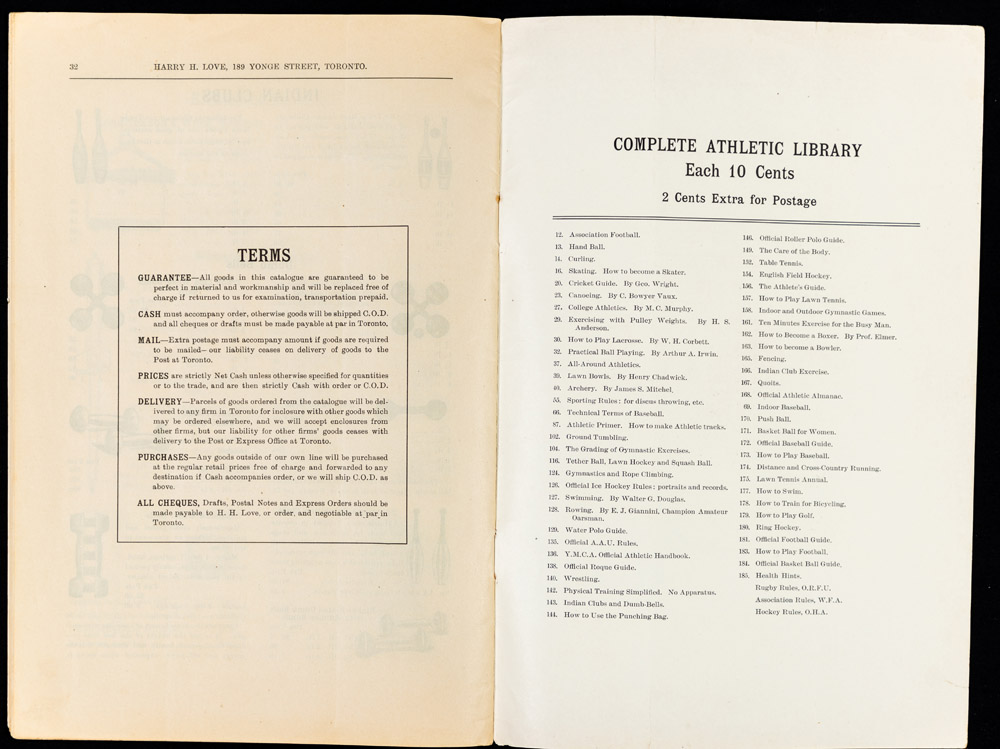 32
HARRY H. LOVE, 189 YONGE STREET, TORONTO.
TERMS
GUARANTEE—All goods in this catalogue are guaranteed to be
perfect in material and workmanship and will be replaced free of
charge if returned to us for examination, transportation prepaid.
CASH must accompany order, otherwise goods will be shipped C.O.D.
and all cheques or drafts must be made payable at par in Toronto.
MAIL—Extra postage must accompany amount if goods are required
to be mailed—our liability ceases on delivery of goods to the
Post at Toronto.
PRICES are strictly Net Cash unless otherwise specified for quantities
or to the trade, and are then strictly Cash with order or C.O.D.
DELIVERY—Parcels of goods ordered from the catalogue will be del-
ivered to any firm in Toronto for inclosure with other goods which
may be ordered elsewhere, and we will accept enclosures from
other firms, but our liability for other firms' goods ceases with
delivery to the Post or Express Office at Toronto.
PURCHASES—Any goods outside of our own line will be purchased
at the regular retail prices free of charge and forwarded to any
destination if Cash accompanies order, or we will ship C.O.D. as
above.
ALL CHEQUES, Drafts, Postal Notes and Express Orders should be
made payable to H. H. Love, or order, and negotiable at par in
Toronto.
COMPLETE ATHLETIC LIBRARY
Each 10 Cents
2 Cents Extra for Postage
12. Association Football.
13. Hand Ball.
14. Curling.
16. Skating. How to become a Skater.
20. Cricket Guide. By Geo. Wright.
23. Canoeing. By C. Bowyer Vaux.
27. College Athletics. By M. C. Murphy.
29. Exercising with Pulley Weights. By H. S.
Anderson.
30. How to Play Lacrosse. By W. H. Corbett.
32. Practical Ball Playing. By Arthur A. Irwin.
37. All-Around Athletics.
39. Lawn Bowls. By Henry Chadwick.
40. Archery. By James S. Mitchel.
55. Sporting Rules: for discus throwing, etc.
66. Technical Terms of Baseball.
87. Athletic Primer. How to make Athletic tracks.
102. Ground Tumbling.
104. The Grading of Gymnastic Exercises.
116. Tether Ball, Lawn Hockey and Squash Ball.
124. Gymnastics and Rope Climbing.
126. Official Ice Hockey Rules: portraits and records.
127. Swimming. By Walter G. Douglas.
128. Rowing. By E. J. Giannini, Champion Amateur
Oarsman.
129. Water Polo Guide.
135. Official A.A.U. Rules.
136. Y.M.C.A. Official Athletic Handbook.
138. Official Roque Guide.
140. Wrestling.
142. Physical Training Simplified. No Apparatus.
143. Indian Clubs and Dumb-Bells.
144. How to Use the Punching Bag.
146. Official Roller Polo Guide.
149. The Care of the Body.
152. Table Tennis.
154. English Field Hockey.
156. The Athlete's Guide.
157. How to Play Lawn Tennis.
158. Indoor and Outdoor Gymnastic Games.
161. Ten Minutes Exercise for the Busy Man.
162. How to Become a Boxer. By Prof. Elmer.
163. How to become a Bowler.
165. Fencing.
166. Indian Club Exercise.
167. Quoits.
168. Official Athletic Almanac.
69. Indoor Baseball.
170. Push Ball.
171. Basket Ball for Women.
172. Official Baseball Guide.
173. How to Play Baseball.
174. Distance and Cross-Country Running.
175. Lawn Tennis Annual.
177. How to Swim.
178. How to Train for Bicycling.
179. How to Play Golf.
180. Ring Hockey.
181. Official Football Guide.
183. How to Play Football.
184. Official Basket Ball Guide.
185. Health Hints.
Rugby Rules, O.R.F.U.
Association Rules, W.F.A.
Hockey Rules, O.H.A.